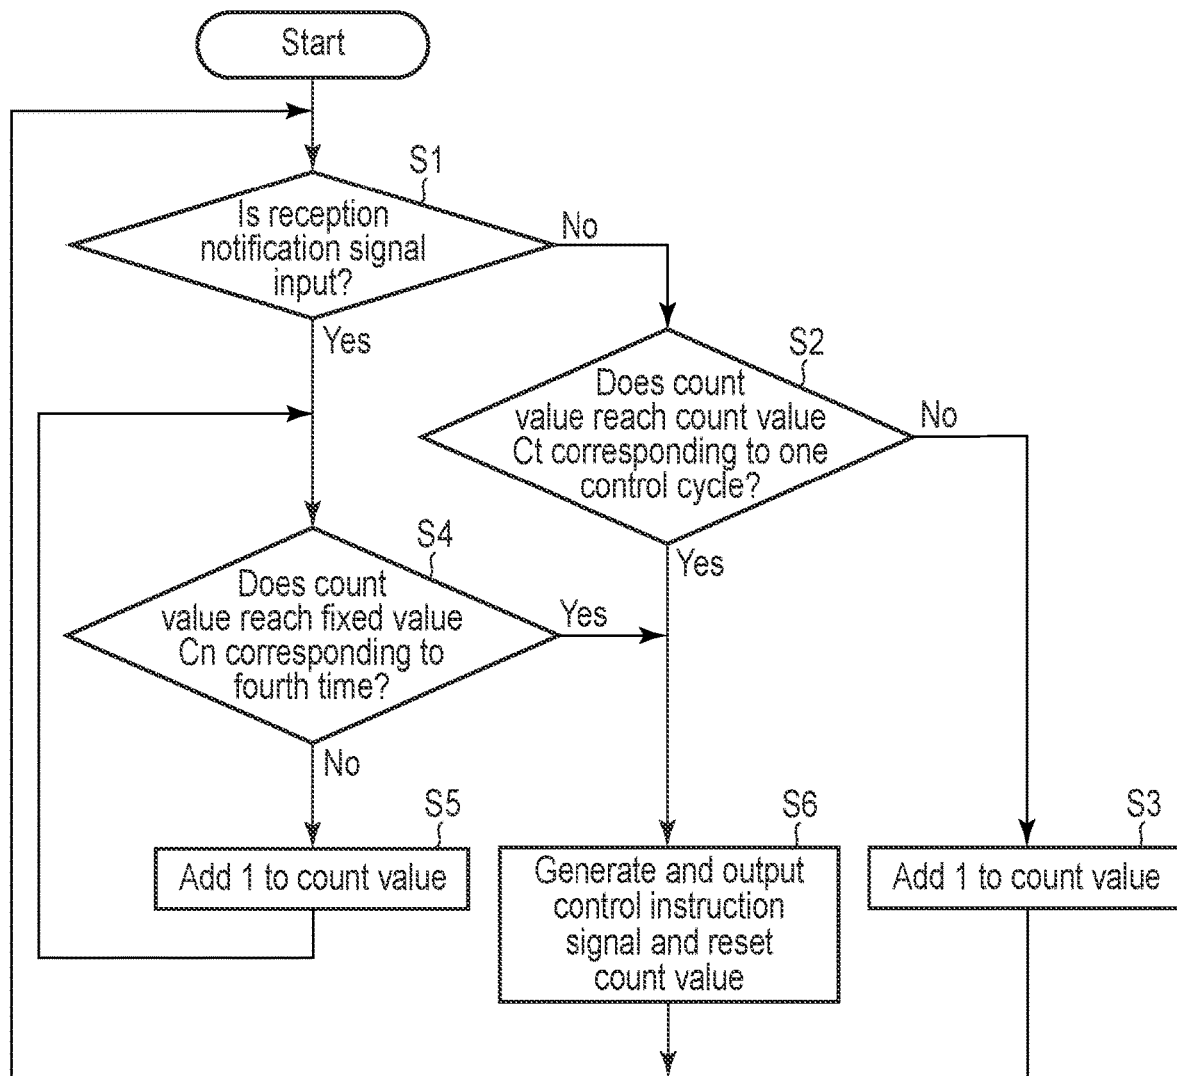 Start
S1
Is reception
notification signal
input?
No
Yes
S2
Does count
value reach count value
Ct corresponding to one
control cycle?
No
Yes
S4
Does count
value reach fixed value
Cn corresponding to
fourth time?
Yes
No
S5
Add 1 to count value
S6
Generate and output
control instruction
signal and reset
count value
S3
Add 1 to count value